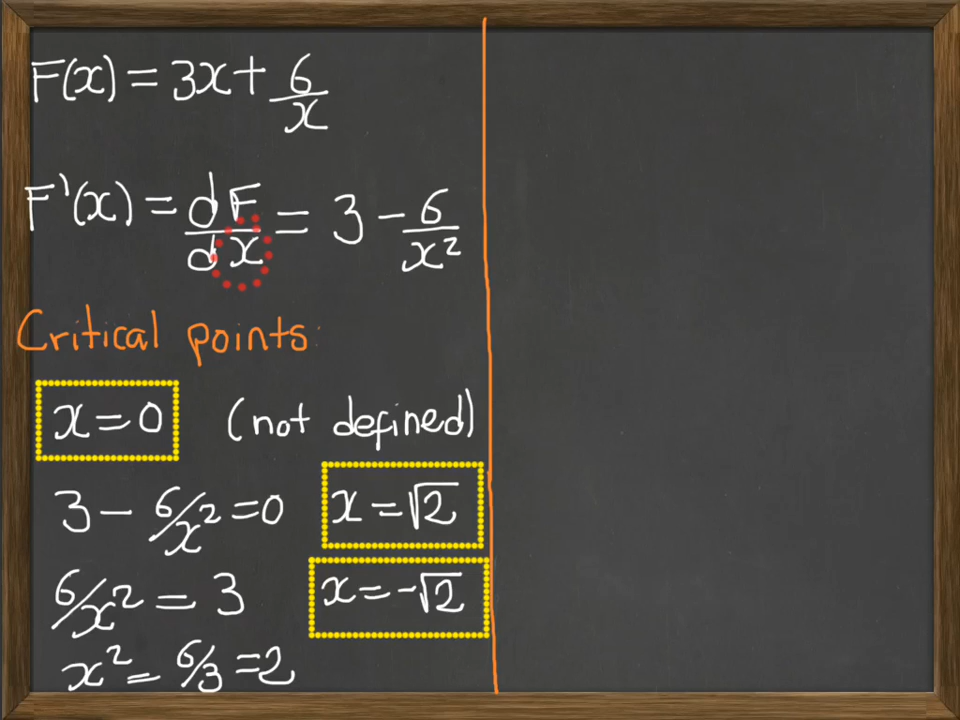 F(x) = 3x + 6/x
F'(x) = dF/dx = 3 - 6/x²
Critical points:
x = 0 (not defined)
3 - 6/x² = 0 x = √2
6/x² = 3 x = -√2
x² = 6/3 = 2